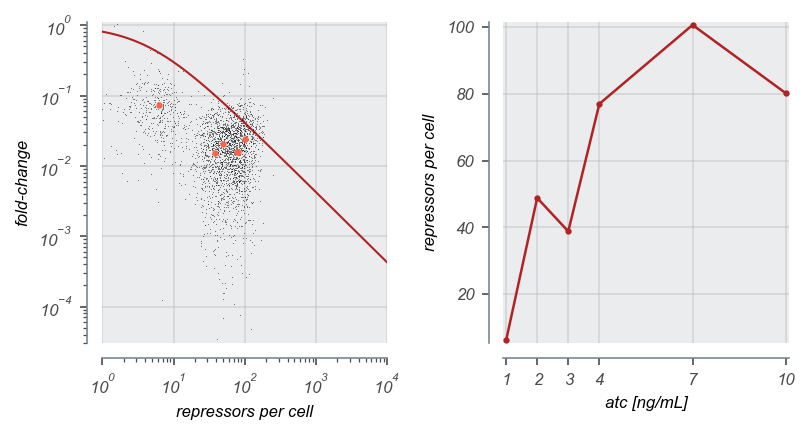 10^0
10^−1
10^−2
10^−3
10^−4
fold-change
10^0 10^1 10^2 10^3 10^4
repressors per cell
100
80
60
40
20
repressors per cell
1 2 3 4 7 10
atc [ng/mL]